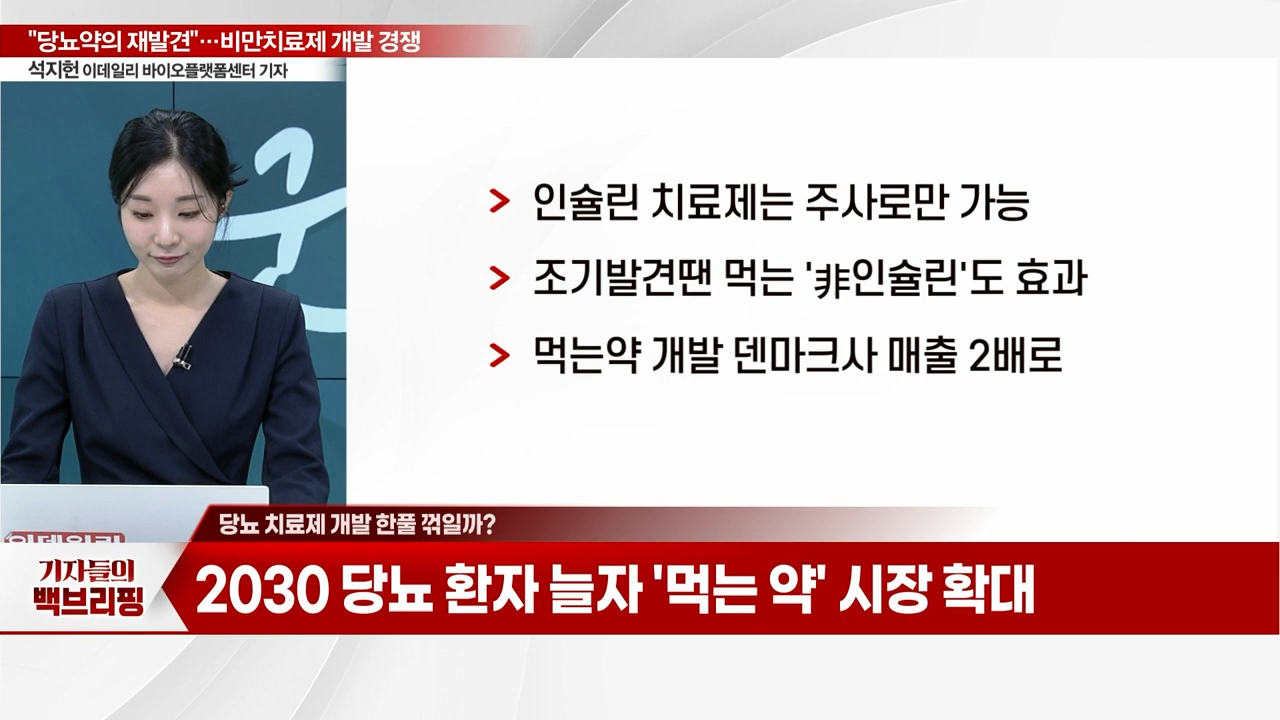 "당뇨약의 재발견"…비만치료제 개발 경쟁
석지헌 이데일리 바이오플랫폼센터 기자
> 인슐린 치료제는 주사로만 가능
> 조기발견땐 먹는 '非인슐린'도 효과
> 먹는약 개발 덴마크사 매출 2배로
당뇨 치료제 개발 한풀 꺾일까?
기자들의
백브리핑
2030 당뇨 환자 늘자 '먹는 약' 시장 확대